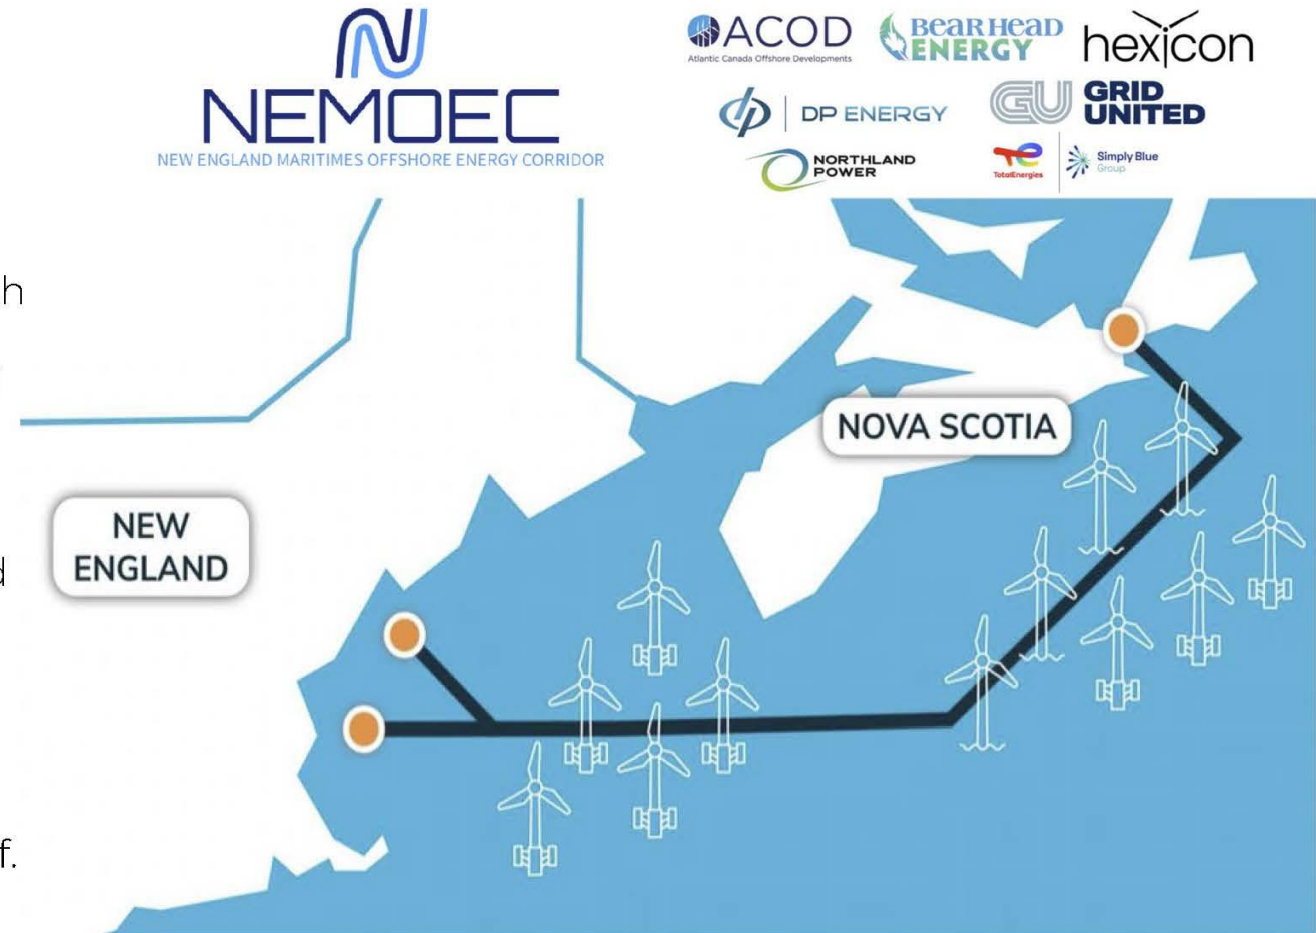 NEMOEC
NEW ENGLAND MARITIMES OFFSHORE ENERGY CORRIDOR
ACOD
Atlantic Canada Offshore Developments
BEAR HEAD
ENERGY
hexicon
DP ENERGY
GU GRID
UNITED
NORTHLAND
POWER
TotalEnergies
Simply Blue
Group
h
NOVA SCOTIA
NEW
ENGLAND
d
f.